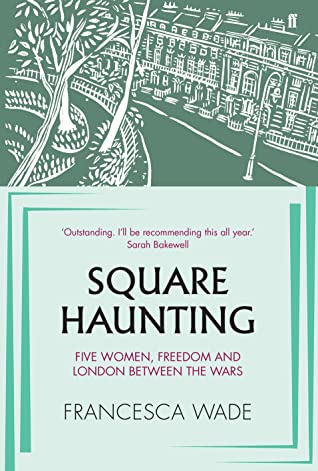 ‘Outstanding. I’ll be recommending this all year.’
Sarah Bakewell
SQUARE
HAUNTING
FIVE WOMEN, FREEDOM AND
LONDON BETWEEN THE WARS
FRANCESCA WADE